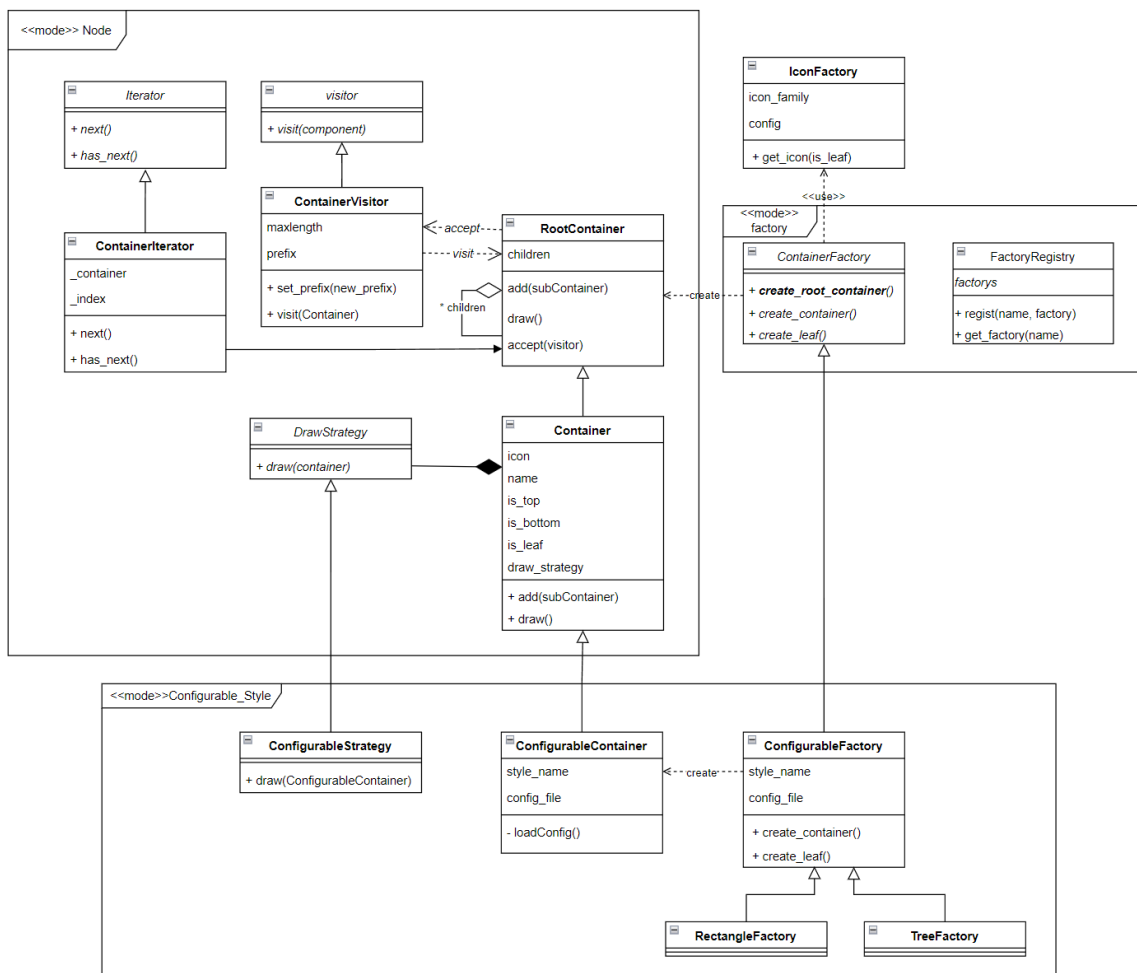 <<mode>> Node
Iterator
+ next()
+ has_next()
visitor
+ visit(component)
IconFactory
icon_family
config
+ get_icon(is_leaf)
<<use>>
ContainerIterator
_container
_index
+ next()
+ has_next()
ContainerVisitor
maxlength
prefix
+ set_prefix(new_prefix)
+ visit(Container)
accept
visit
RootContainer
children
add(subContainer)
draw()
accept(visitor)
* children
create
<<mode>>
factory
ContainerFactory
+ create_root_container()
+ create_container()
+ create_leaf()
FactoryRegistry
factorys
+ regist(name, factory)
+ get_factory(name)
DrawStrategy
+ draw(container)
Container
icon
name
is_top
is_bottom
is_leaf
draw_strategy
+ add(subContainer)
+ draw()
<<mode>>Configurable_Style
ConfigurableStrategy
+ draw(ConfigurableContainer)
ConfigurableContainer
style_name
config_file
- loadConfig()
create
ConfigurableFactory
style_name
config_file
+ create_container()
+ create_leaf()
RectangleFactory
TreeFactory